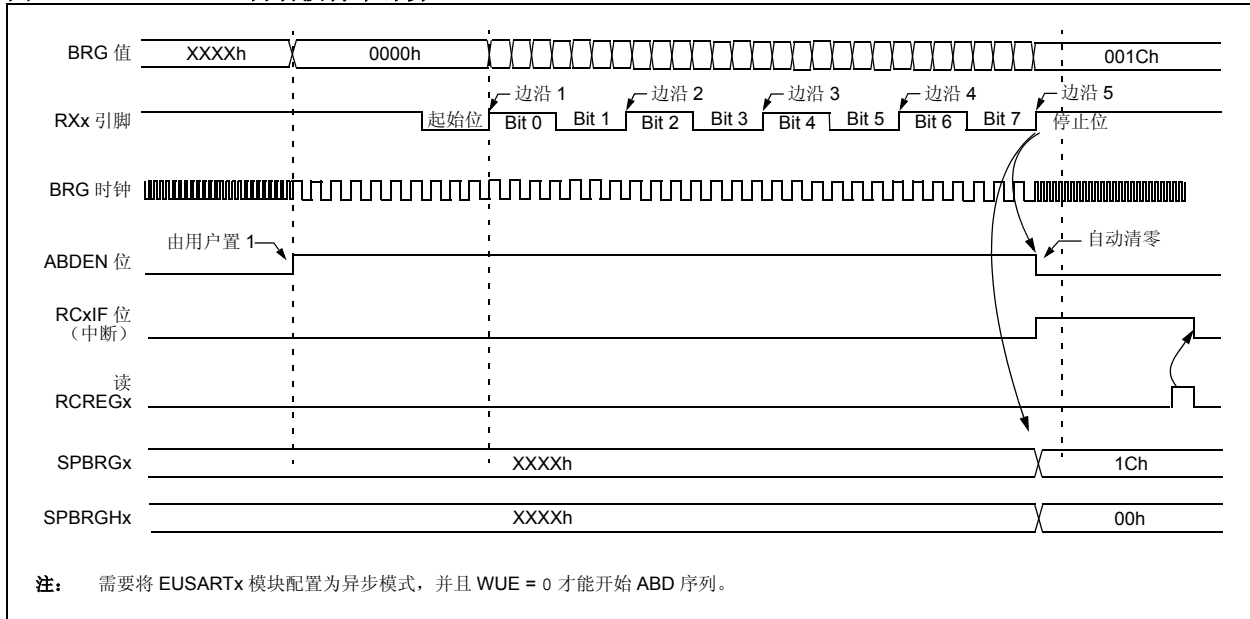 BRG 值 XXXXh 0000h 001Ch
边沿 1 边沿 2 边沿 3 边沿 4 边沿 5
RXx 引脚 起始位 Bit 0 Bit 1 Bit 2 Bit 3 Bit 4 Bit 5 Bit 6 Bit 7 停止位
BRG 时钟
由用户置 1 自动清零
ABDEN 位
RCxIF 位
（中断）
读
RCREGx
SPBRGx XXXXh 1Ch
SPBRGHx XXXXh 00h
注： 需要将 EUSARTx 模块配置为异步模式，并且 WUE = 0 才能开始 ABD 序列。